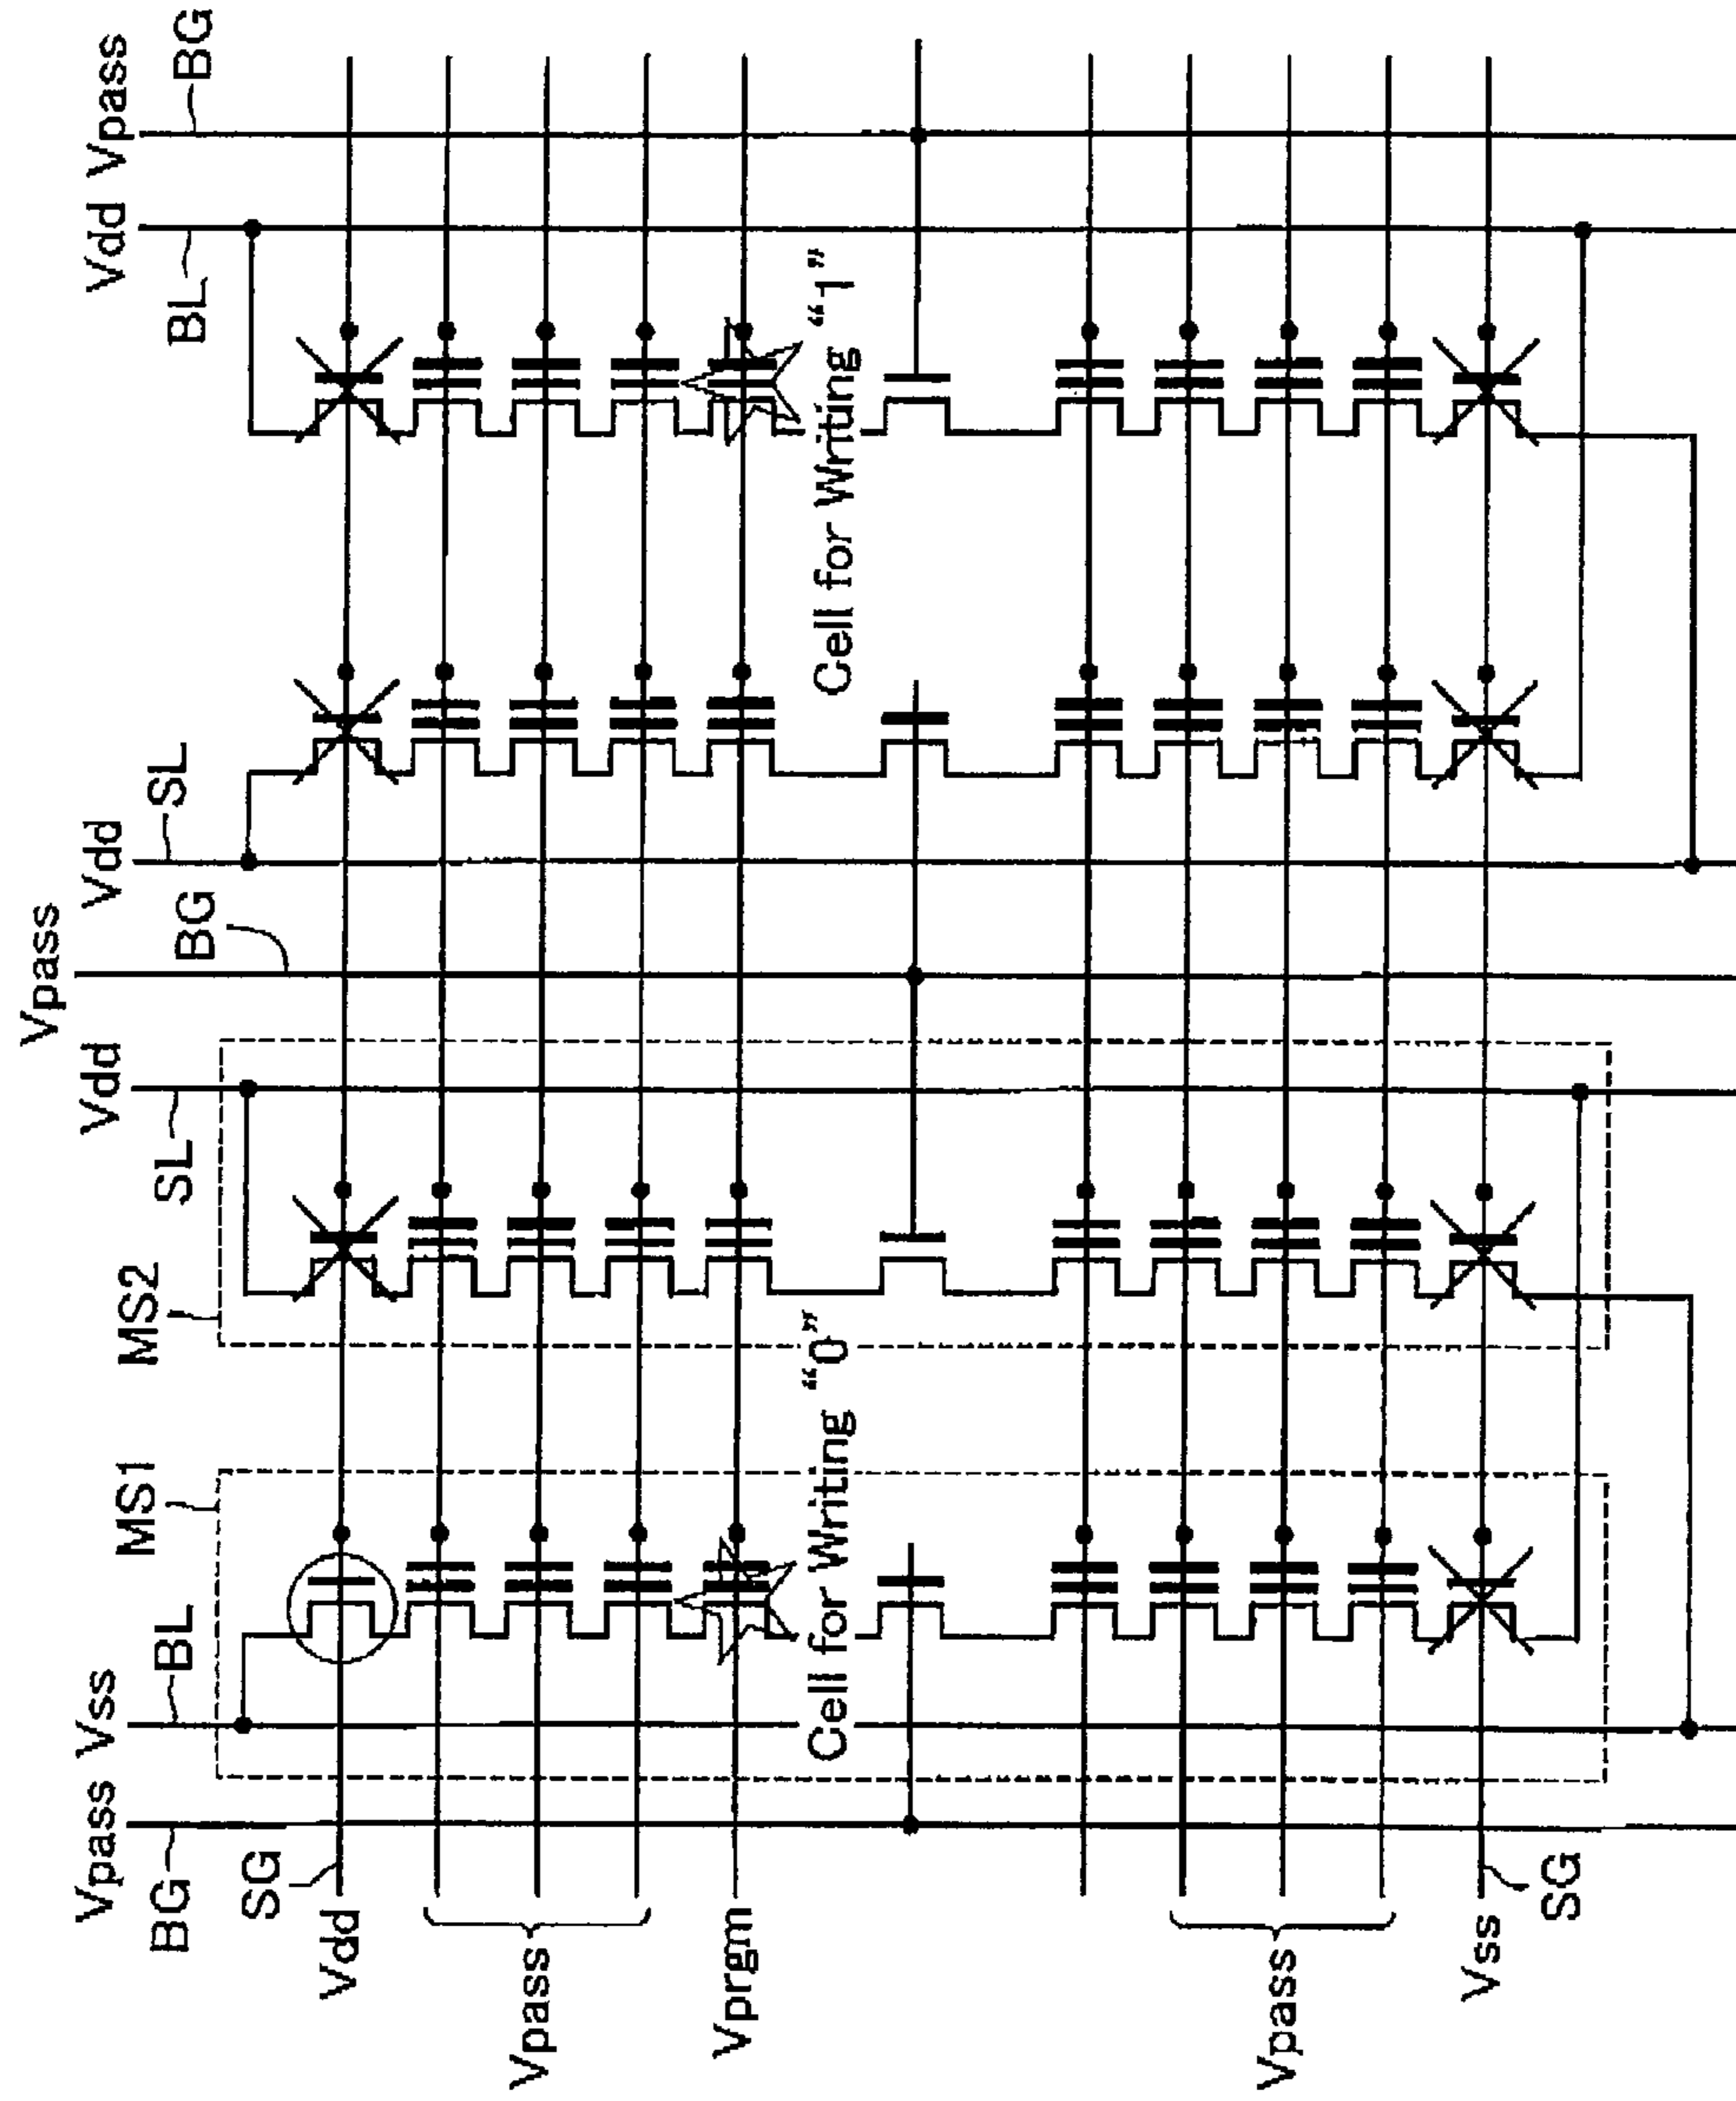 Vpass
Vpass Vss
Vdd
Vdd
Vdd Vpass
MS1
MS2
BG
BL
SL
SL
BG
BL
BG
SG
Vdd
Vpass
Vprgm
Cell for Writing “0”
Cell for Writing “1”
Vpass
Vss
SG